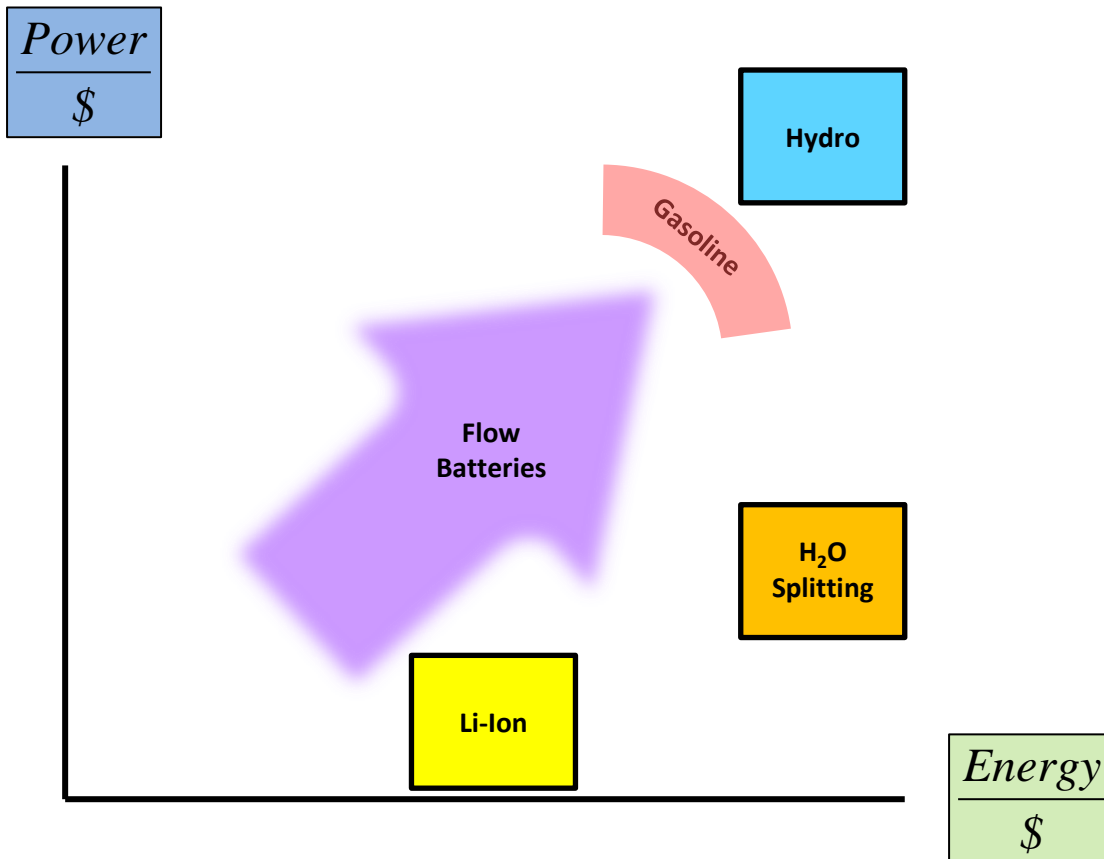 Power
$
Hydro
Gasoline
Flow
Batteries
H₂O
Splitting
Li-Ion
Energy
$